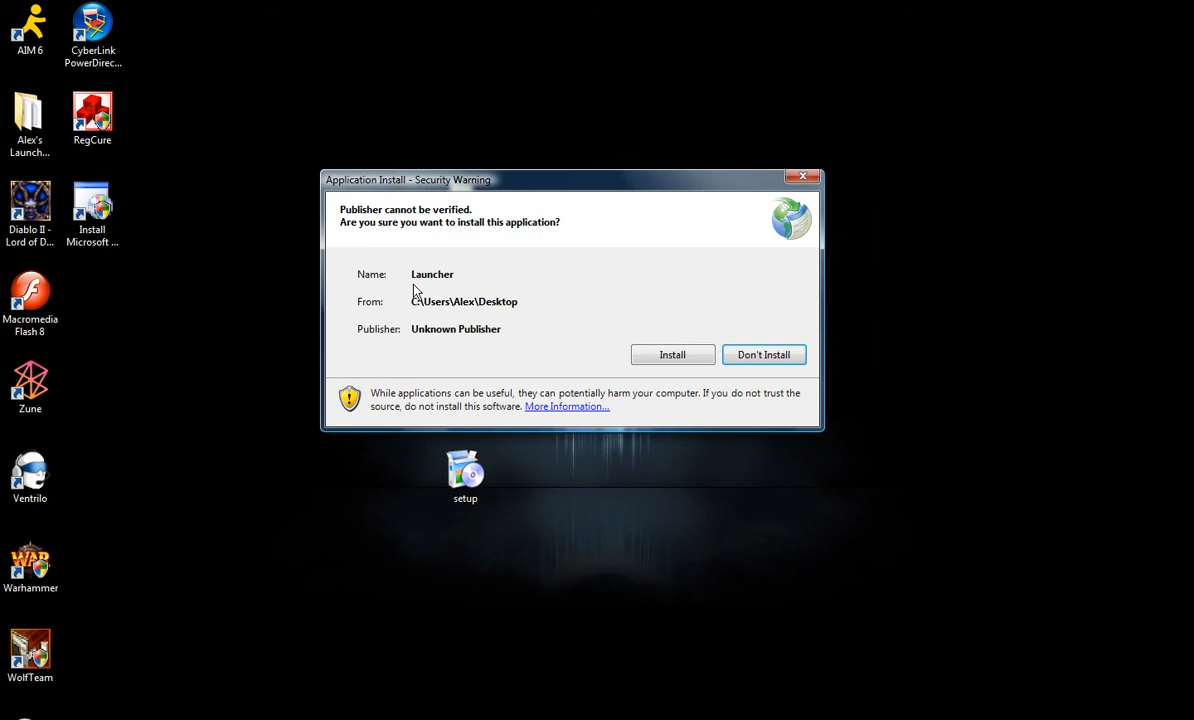 AIM 6
CyberLink
PowerDirec...
Alex's
Launch...
RegCure
Diablo II -
Lord of D...
Install
Microsoft ...
Macromedia
Flash 8
Zune
Ventrilo
Warhammer
WolfTeam
Application Install - Security Warning
Publisher cannot be verified.
Are you sure you want to install this application?
Name: Launcher
From: C:\Users\Alex\Desktop
Publisher: Unknown Publisher
Install Don't Install
While applications can be useful, they can potentially harm your computer. If you do not trust the
source, do not install this software. More Information...
setup